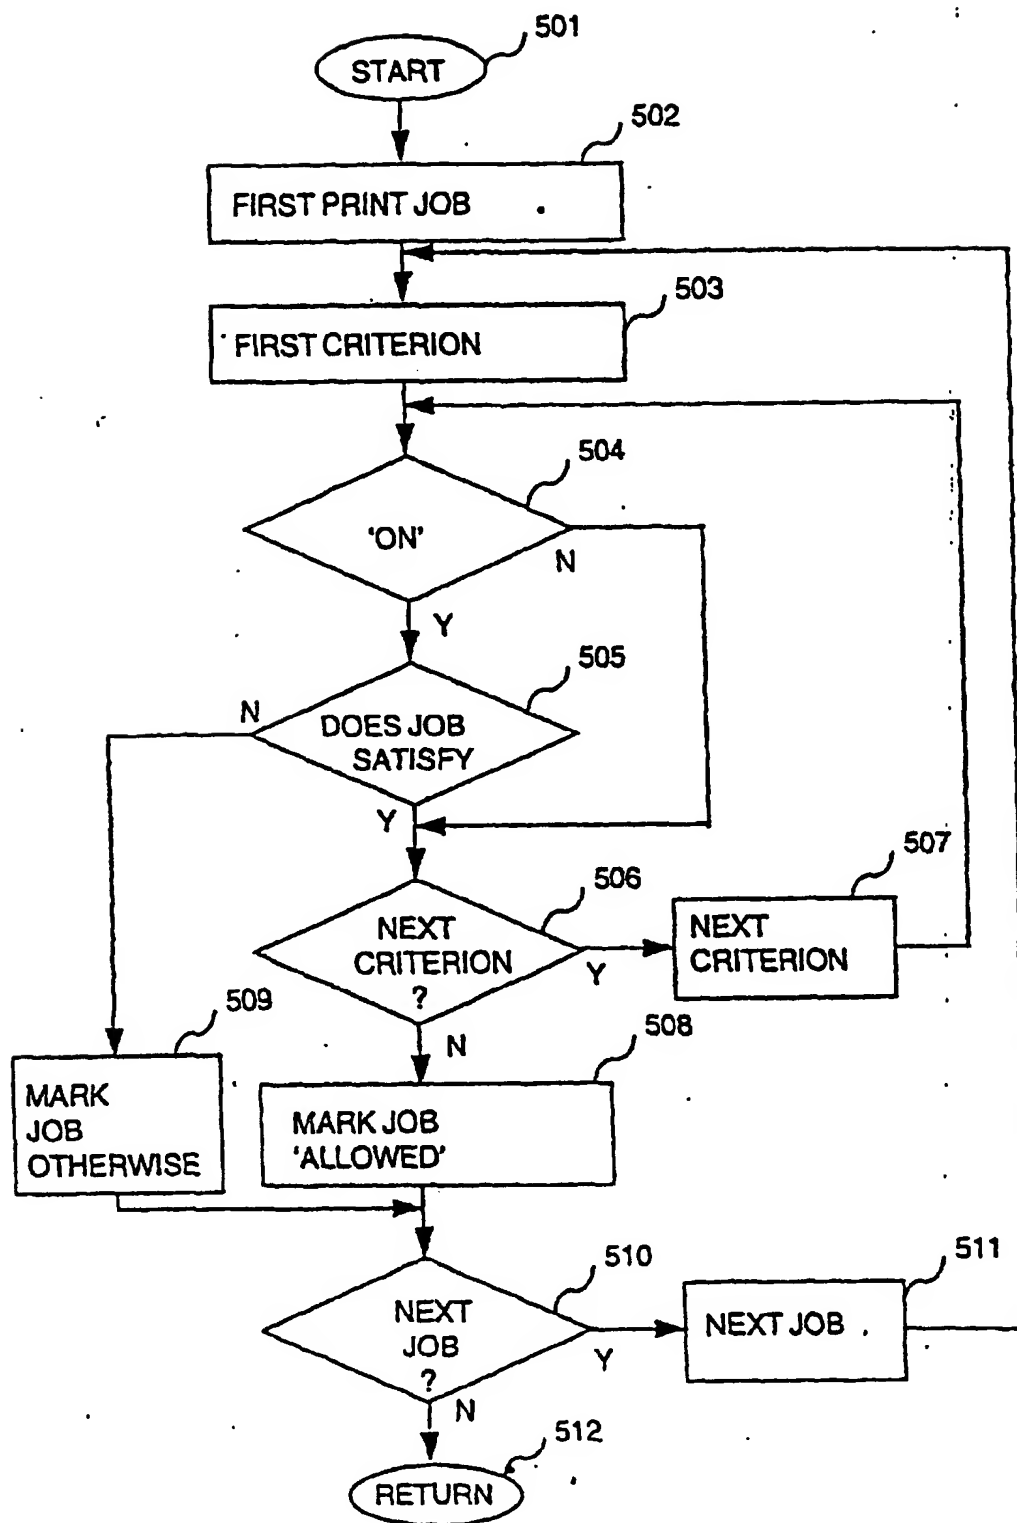 501
START
502
FIRST PRINT JOB
503
FIRST CRITERION
504
'ON'
N
Y
505
N
DOES JOB
SATISFY
Y
506
507
NEXT
CRITERION
?
Y
NEXT
CRITERION
N
509
508
MARK
JOB
OTHERWISE
MARK JOB
'ALLOWED'
510
511
NEXT
JOB
?
Y
NEXT JOB
N
512
RETURN